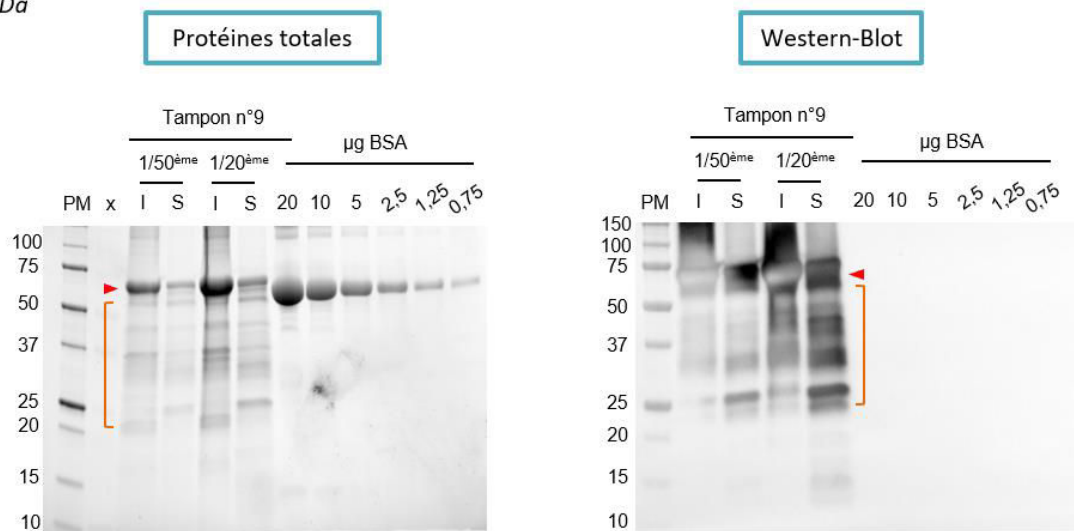 Da
Protéines totales
Western-Blot
Tampon n°9
µg BSA
1/50ème 1/20ème
PM x I S I S 20 10 5 2,5 1,25 0,75
100
75
50
37
25
20
15
10
Tampon n°9
µg BSA
1/50ème 1/20ème
PM I S I S 20 10 5 2,5 1,25 0,75
150
100
75
50
37
25
20
15
10